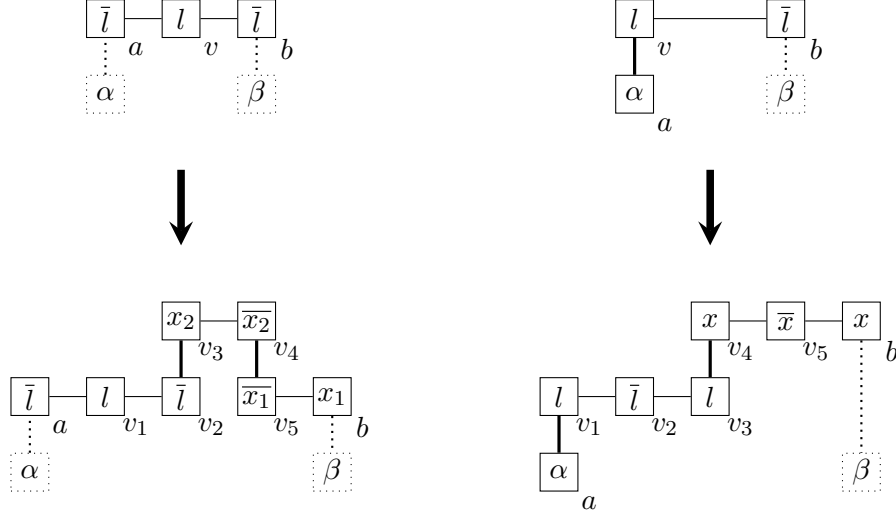 l̅ l l̅ l l̅
a v b v b
α β α β
a
x₂ x̅₂ x x̅ x
v₃ v₄ v₄ v₅ b
l̅ l l̅ x̅₁ x₁ l l̅ l
a v₁ v₂ v₅ b v₁ v₂ v₃
α β α β
a